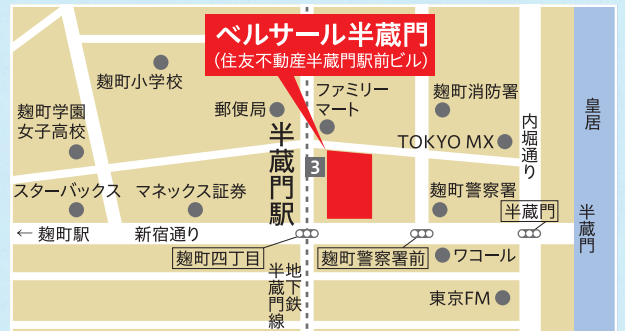 ベルサール半蔵門
(住友不動産半蔵門駅前ビル)
麹町小学校
ファミリー
マート
麹町消防署
皇居
郵便局
麹町学園
女子高校
半蔵門駅
TOKYO MX
内堀通り
3
スターバックス
マネックス証券
麹町警察署
半蔵門
半蔵門
← 麹町駅
新宿通り
麹町四丁目
麹町警察署前
ワコール
地下鉄
半蔵門線
東京FM